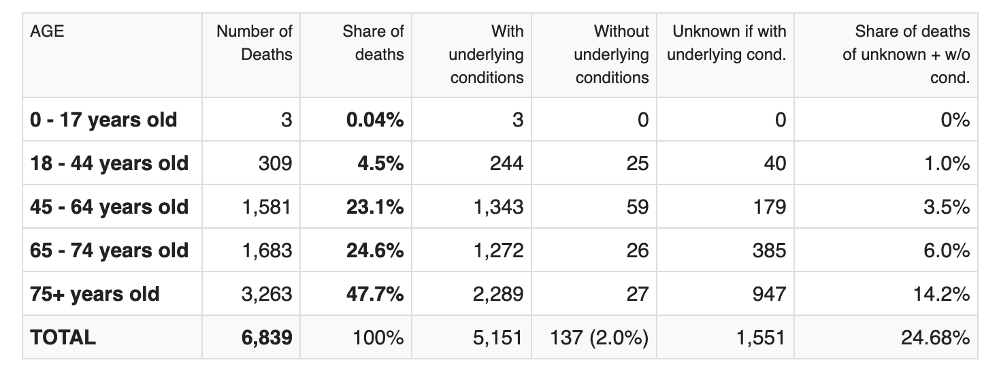 AGE Number of Share of With Without Unknown if with Share of deaths
Deaths deaths underlying underlying underlying cond. of unknown + w/o
conditions conditions cond.
0 - 17 years old 3 0.04% 3 0 0 0%
18 - 44 years old 309 4.5% 244 25 40 1.0%
45 - 64 years old 1,581 23.1% 1,343 59 179 3.5%
65 - 74 years old 1,683 24.6% 1,272 26 385 6.0%
75+ years old 3,263 47.7% 2,289 27 947 14.2%
TOTAL 6,839 100% 5,151 137 (2.0%) 1,551 24.68%